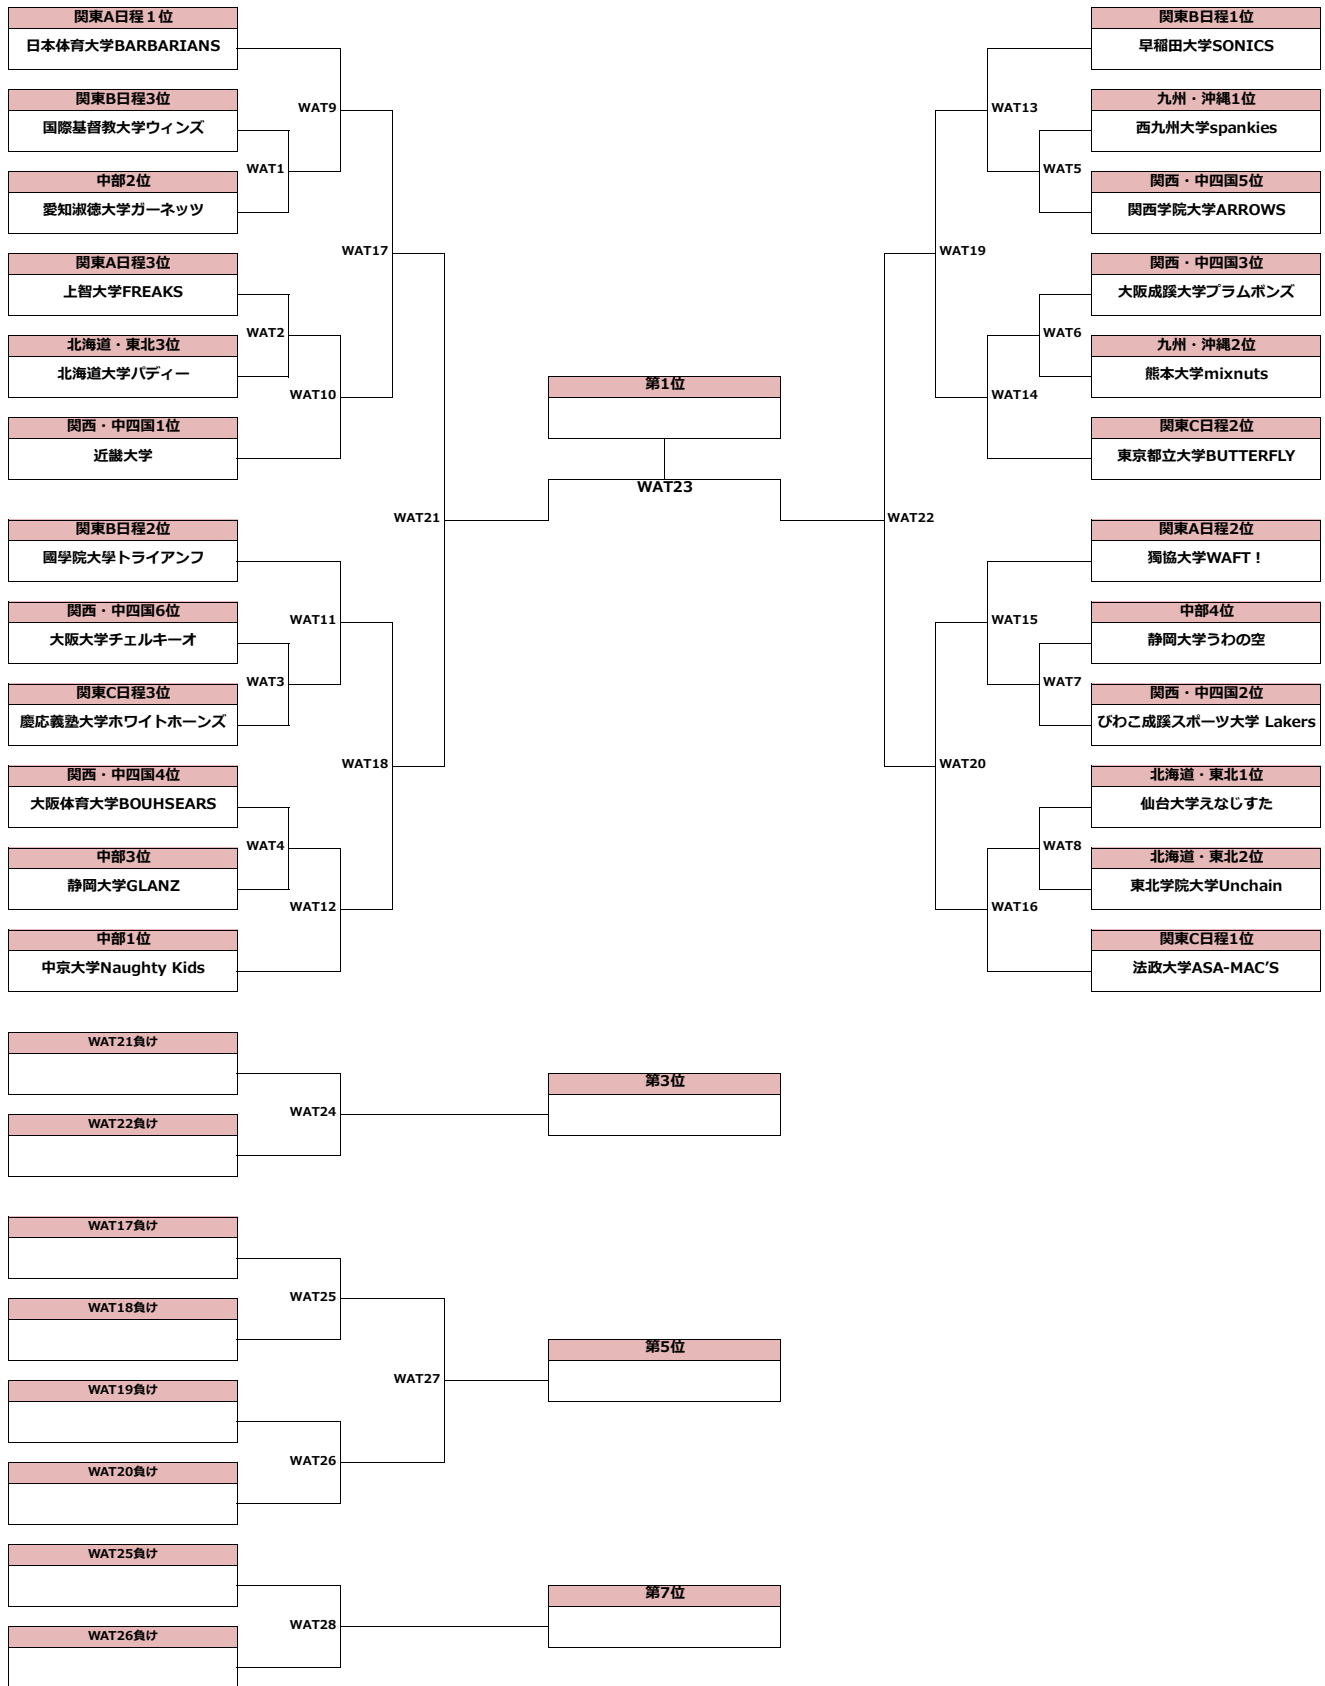 関東A日程１位
日本体育大学BARBARIANS
関東B日程3位
国際基督教大学ウィンズ
中部2位
愛知淑徳大学ガーネッツ
関東A日程3位
上智大学FREAKS
北海道・東北3位
北海道大学パディー
関西・中四国1位
近畿大学
関東B日程2位
國學院大學トライアンフ
関西・中四国6位
大阪大学チェルキーオ
関東C日程3位
慶応義塾大学ホワイトホーンズ
関西・中四国4位
大阪体育大学BOUHSEARS
中部3位
静岡大学GLANZ
中部1位
中京大学Naughty Kids
WAT1
WAT2
WAT3
WAT4
WAT9
WAT10
WAT11
WAT12
WAT17
WAT18
WAT21
第1位
WAT23
WAT22
WAT19
WAT20
WAT13
WAT14
WAT15
WAT16
WAT5
WAT6
WAT7
WAT8
関東B日程1位
早稲田大学SONICS
九州・沖縄1位
西九州大学spankies
関西・中四国5位
関西学院大学ARROWS
関西・中四国3位
大阪成蹊大学プラムボンズ
九州・沖縄2位
熊本大学mixnuts
関東C日程2位
東京都立大学BUTTERFLY
関東A日程2位
獨協大学WAFT！
中部4位
静岡大学うわの空
関西・中四国2位
びわこ成蹊スポーツ大学 Lakers
北海道・東北1位
仙台大学えなじすた
北海道・東北2位
東北学院大学Unchain
関東C日程1位
法政大学ASA-MAC’S
WAT21負け
WAT22負け
WAT24
第3位
WAT17負け
WAT18負け
WAT25
WAT19負け
WAT20負け
WAT26
WAT27
第5位
WAT25負け
WAT26負け
WAT28
第7位